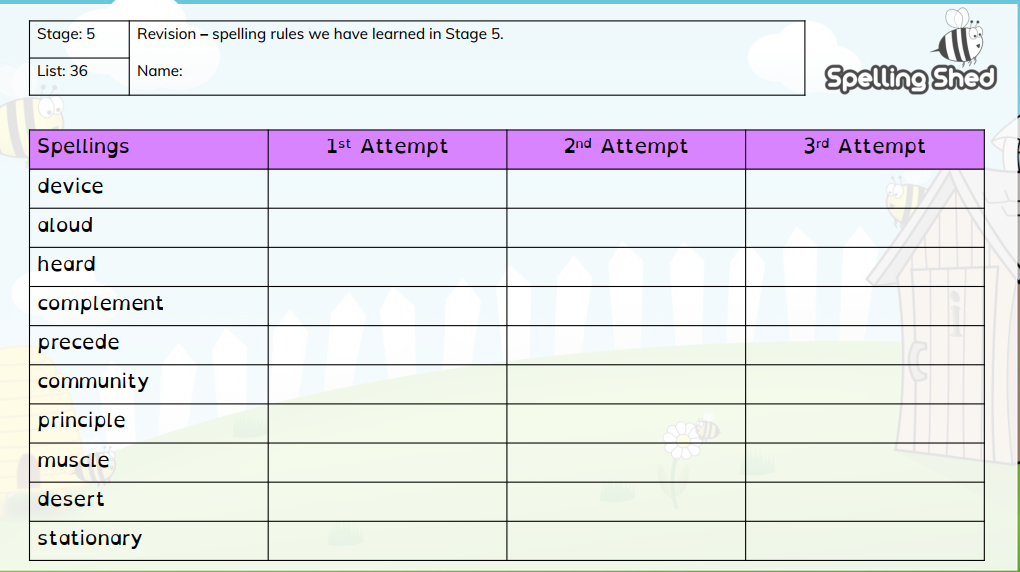 Stage: 5
Revision – spelling rules we have learned in Stage 5.
List: 36
Name:
Spelling Shed
Spellings 1st Attempt 2nd Attempt 3rd Attempt
device
aloud
heard
complement
precede
community
principle
muscle
desert
stationary